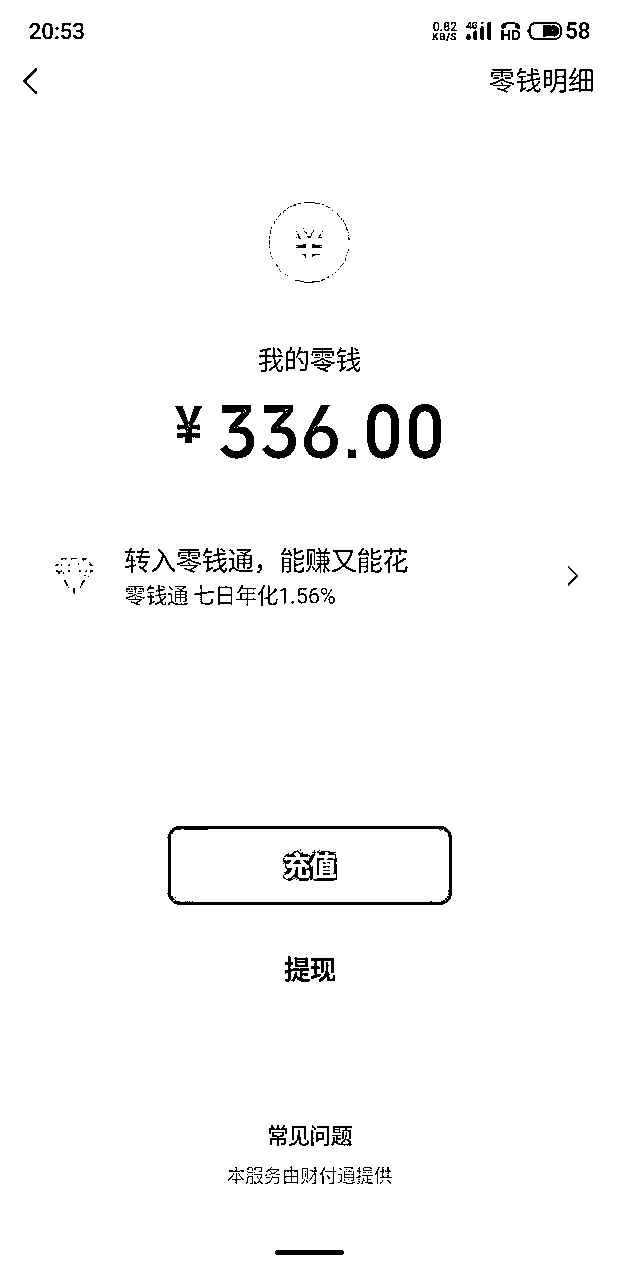 20:53 0.82 KB/S 4G HD 58
零钱明细
¥
我的零钱
¥336.00
转入零钱通，能赚又能花
零钱通 七日年化1.56%
充值
提现
常见问题
本服务由财付通提供